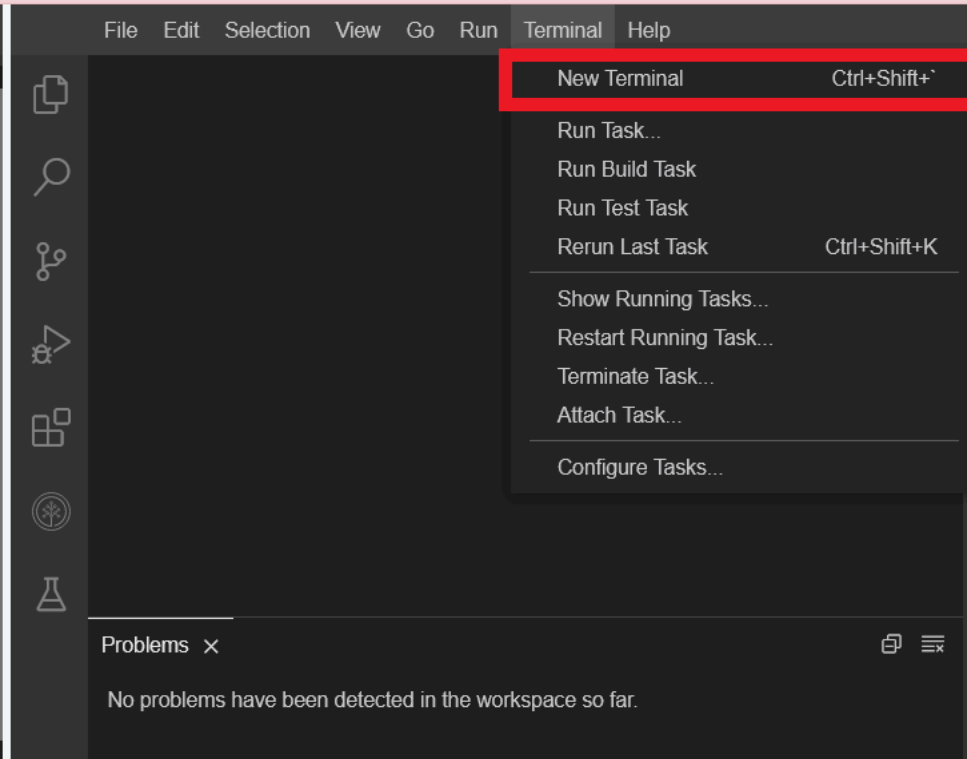 File Edit Selection View Go Run Terminal Help
New Terminal Ctrl+Shift+`
Run Task...
Run Build Task
Run Test Task
Rerun Last Task Ctrl+Shift+K
Show Running Tasks...
Restart Running Task...
Terminate Task...
Attach Task...
Configure Tasks...
Problems
No problems have been detected in the workspace so far.